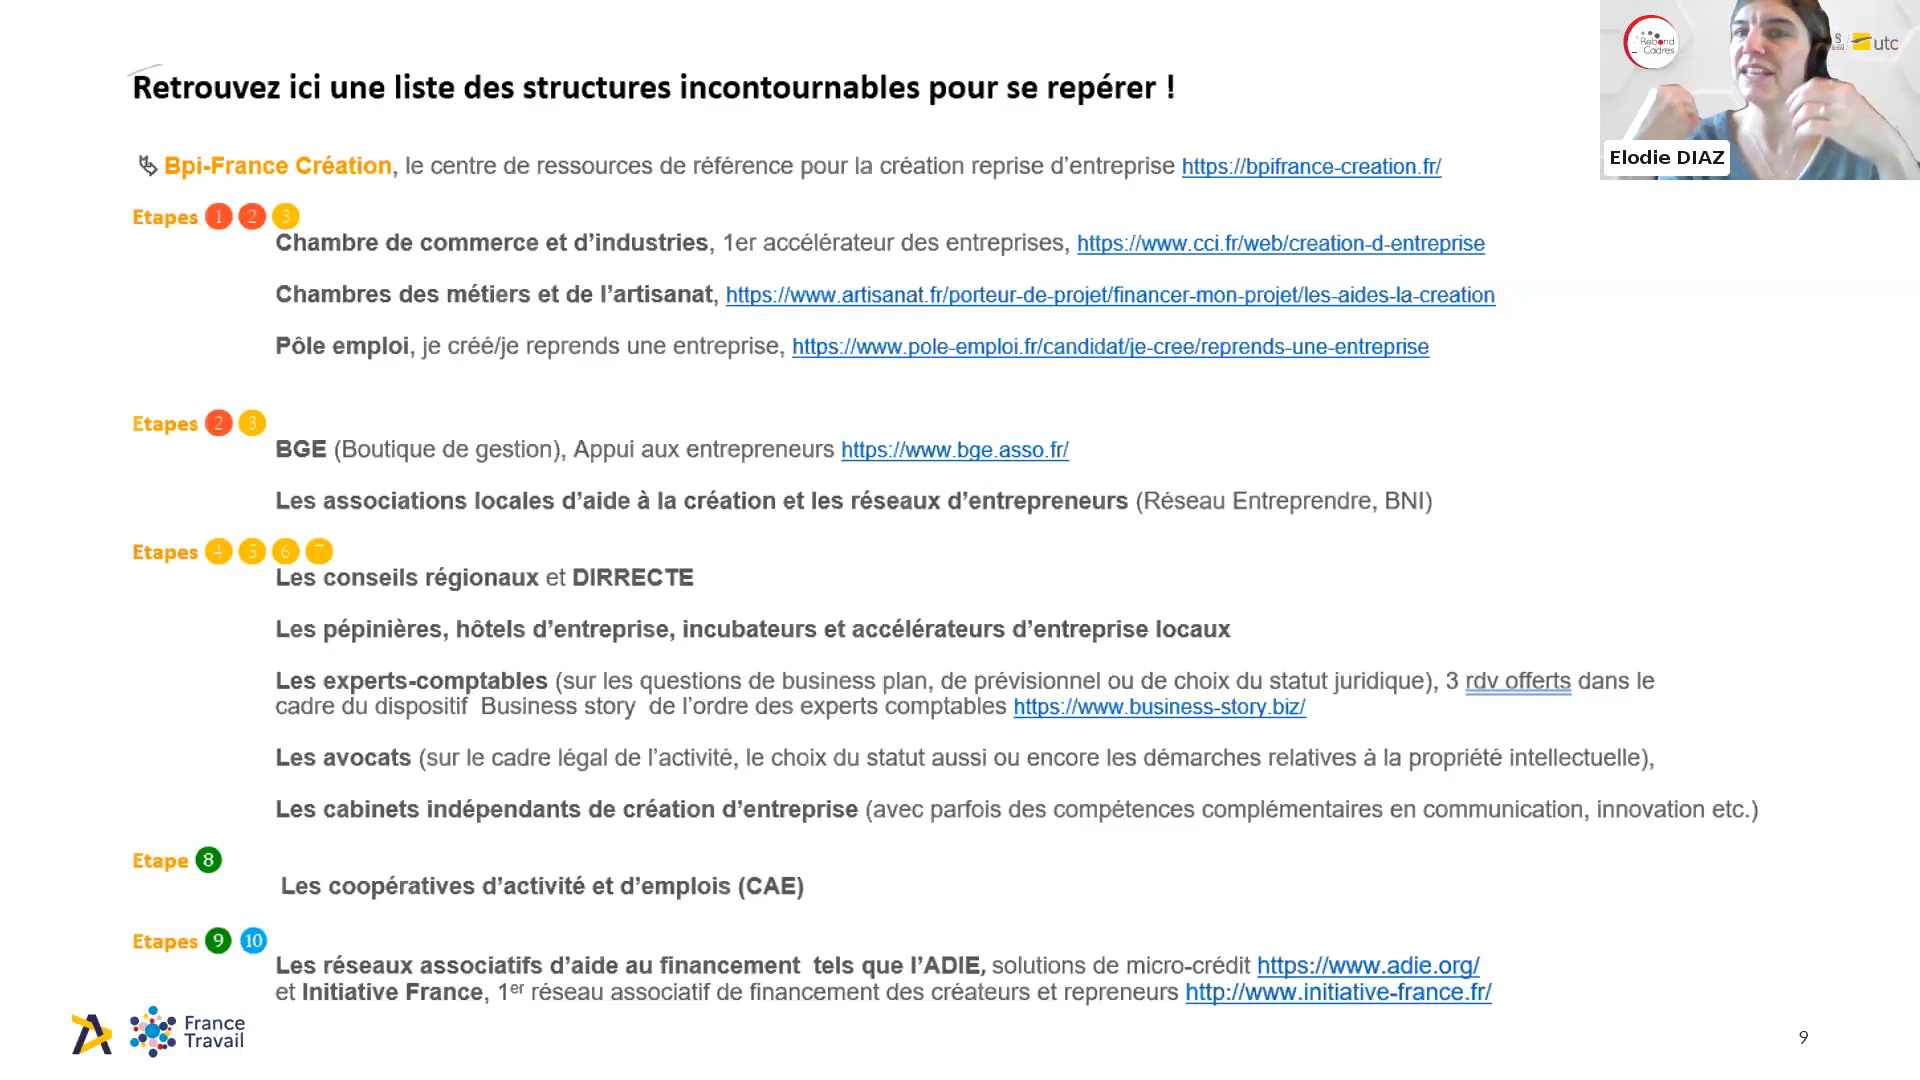 Retrouvez ici une liste des structures incontournables pour se repérer !
Bpi-France Création, le centre de ressources de référence pour la création reprise d’entreprise https://bpifrance-creation.fr/
Etapes 1 2 3
Chambre de commerce et d’industries, 1er accélérateur des entreprises, https://www.cci.fr/web/creation-d-entreprise
Chambres des métiers et de l’artisanat, https://www.artisanat.fr/porteur-de-projet/financer-mon-projet/les-aides-la-creation
Pôle emploi, je créé/je reprends une entreprise, https://www.pole-emploi.fr/candidat/je-cree/reprends-une-entreprise
Etapes 2 3
BGE (Boutique de gestion), Appui aux entrepreneurs https://www.bge.asso.fr/
Les associations locales d’aide à la création et les réseaux d’entrepreneurs (Réseau Entreprendre, BNI)
Etapes 4 5 6 7
Les conseils régionaux et DIRRECTE
Les pépinières, hôtels d’entreprise, incubateurs et accélérateurs d’entreprise locaux
Les experts-comptables (sur les questions de business plan, de prévisionnel ou de choix du statut juridique), 3 rdv offerts dans le
cadre du dispositif Business story de l’ordre des experts comptables https://www.business-story.biz/
Les avocats (sur le cadre légal de l’activité, le choix du statut aussi ou encore les démarches relatives à la propriété intellectuelle),
Les cabinets indépendants de création d’entreprise (avec parfois des compétences complémentaires en communication, innovation etc.)
Etape 8
Les coopératives d’activité et d’emplois (CAE)
Etapes 9 10
Les réseaux associatifs d’aide au financement tels que l’ADIE, solutions de micro-crédit https://www.adie.org/
et Initiative France, 1er réseau associatif de financement des créateurs et repreneurs http://www.initiative-france.fr/
France
Travail
9
Rebond
Cadres
utc
Elodie DIAZ